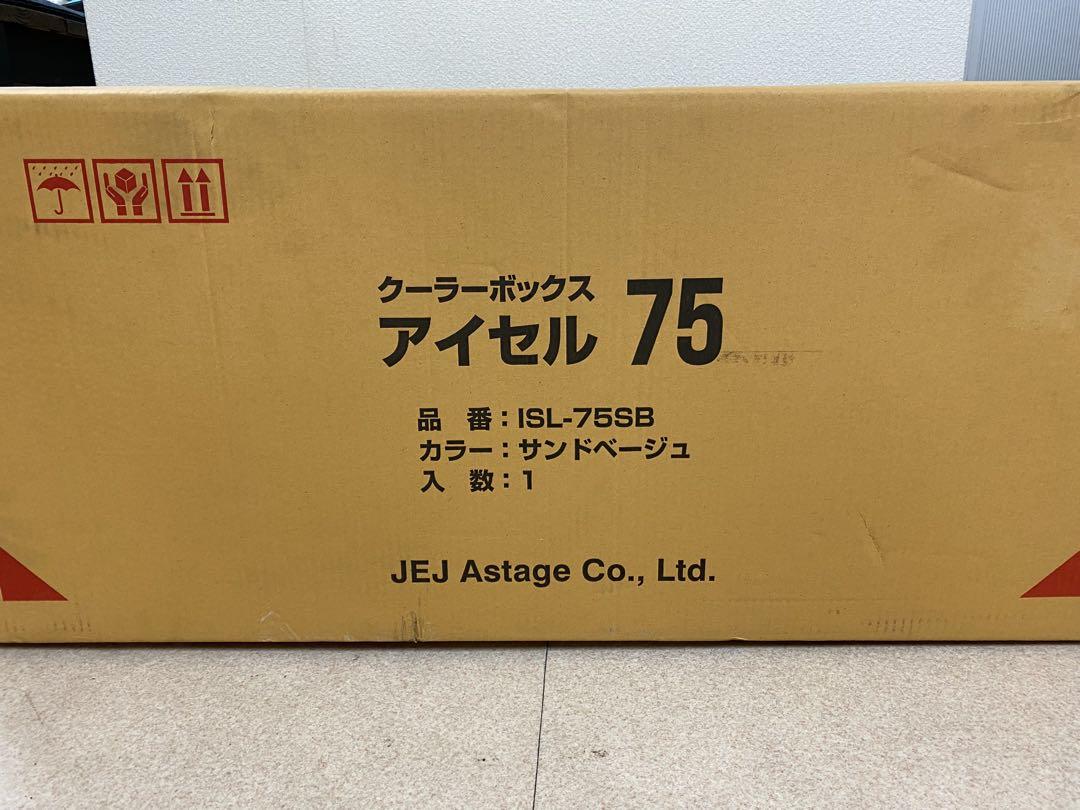 クーラーボックス
アイセル 75
品 番：ISL-75SB
カラー：サンドベージュ
入 数：1
JEJ Astage Co., Ltd.